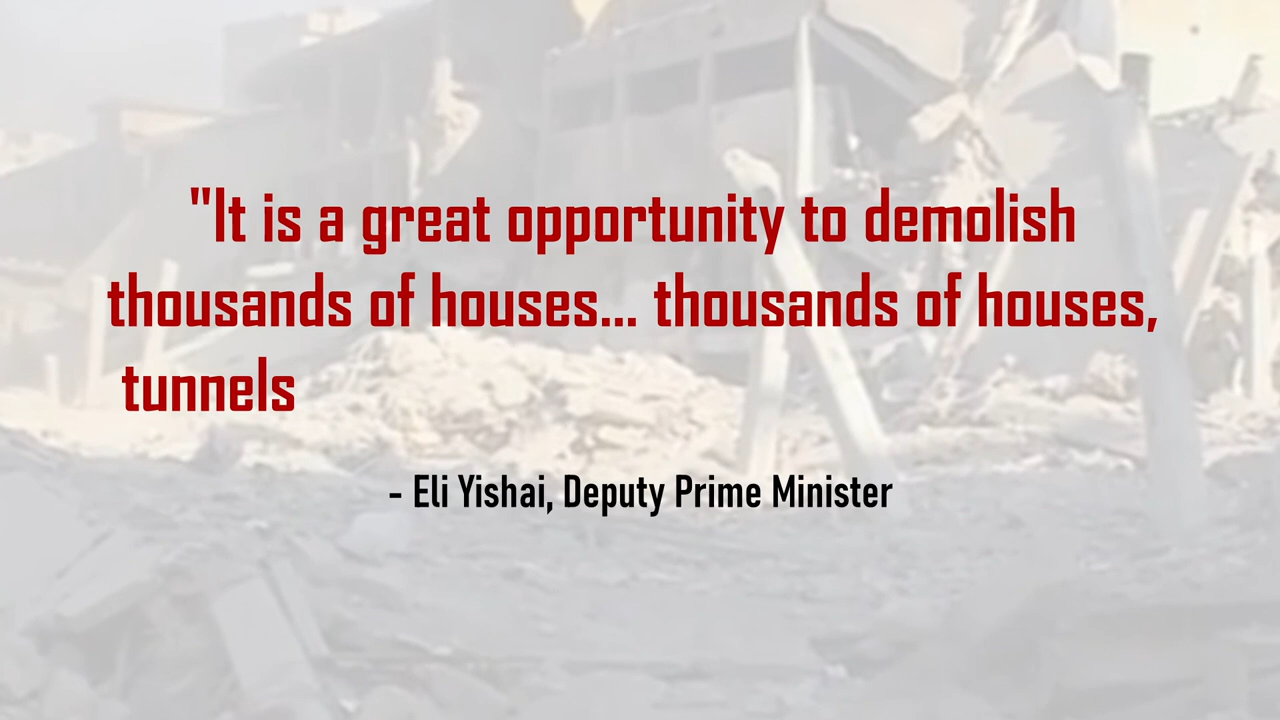 "It is a great opportunity to demolish
thousands of houses... thousands of houses,
tunnels
- Eli Yishai, Deputy Prime Minister